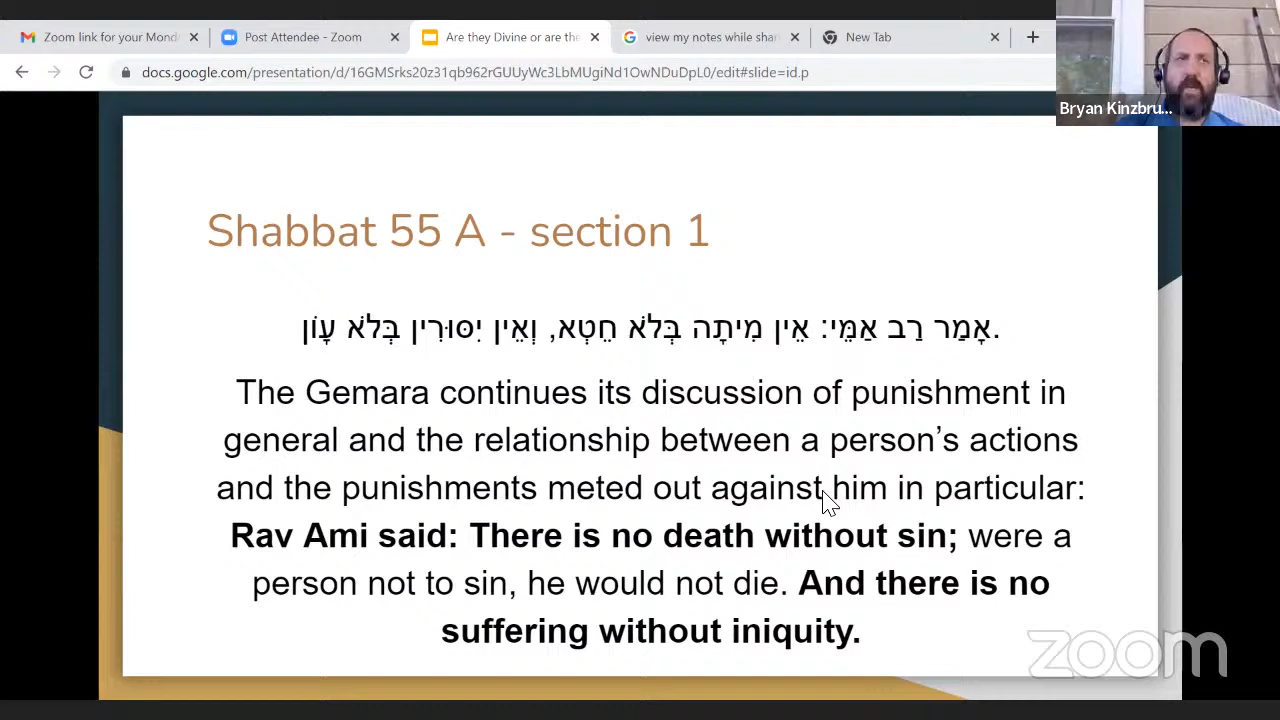 Zoom link for your Mond
Post Attendee - Zoom
Are they Divine or are the
view my notes while shar
New Tab
docs.google.com/presentation/d/16GMSrks20z31qb962rGUUyWc3LbMUgiNd1OwNDuDpL0/edit#slide=id.p
Bryan Kinzbru...
Shabbat 55 A - section 1
אָמַר רַב אַמֵּי: אֵין מִיתָה בְּלֹא חֵטְא, וְאֵין יִסּוּרִין בְּלֹא עָוֹן.
The Gemara continues its discussion of punishment in
general and the relationship between a person’s actions
and the punishments meted out against him in particular:
Rav Ami said: There is no death without sin; were a
person not to sin, he would not die. And there is no
suffering without iniquity.
zoom